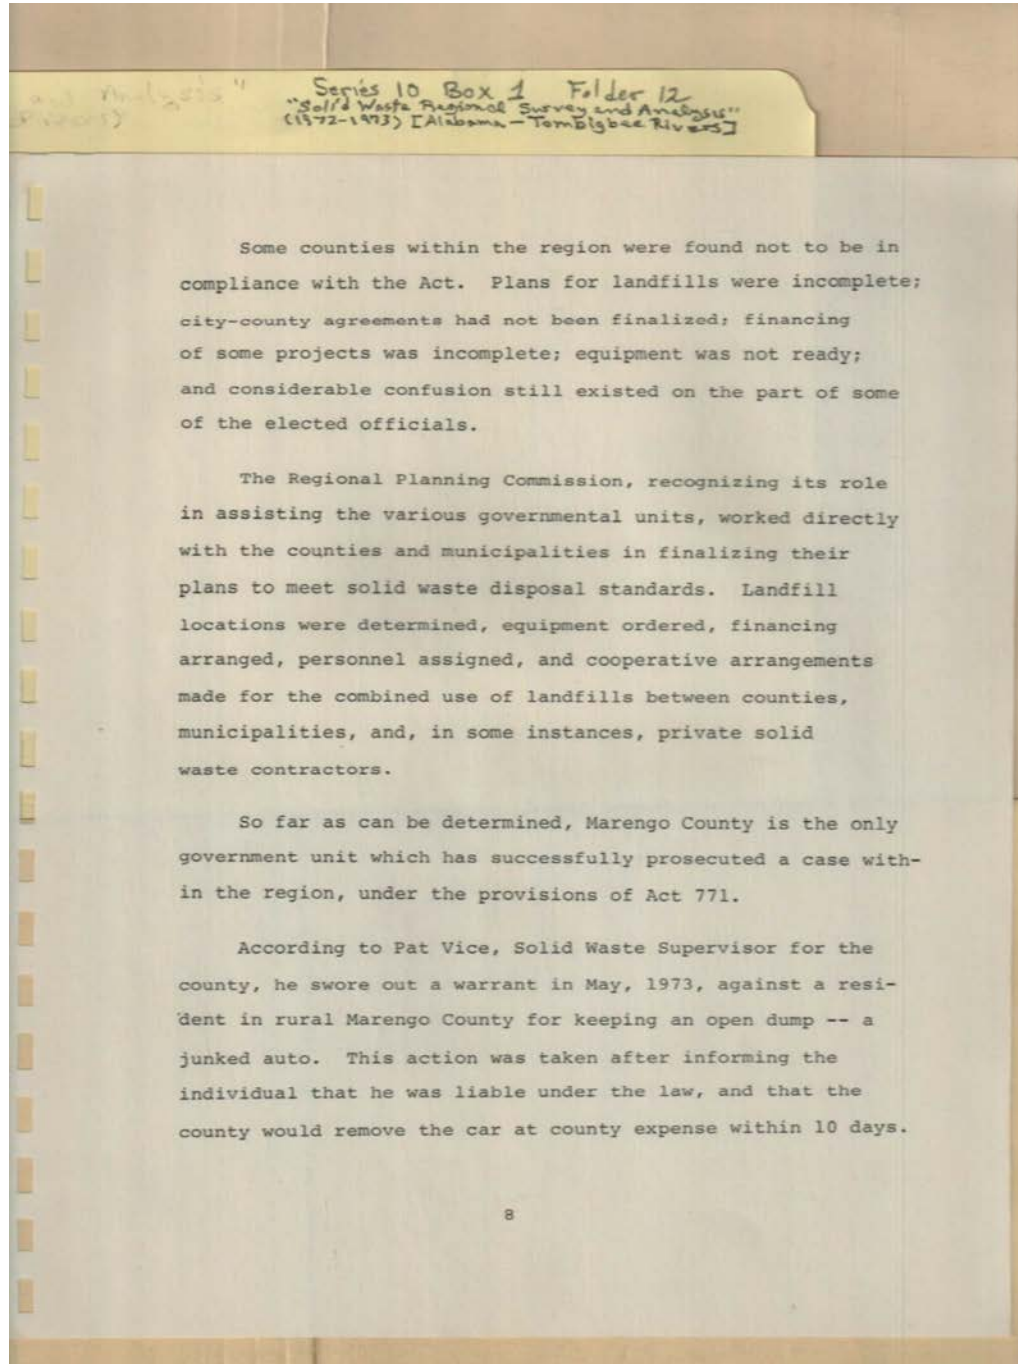 and Analysis"
Series 10 Box 1 Folder 12
"Solid Waste Regional Survey and Analysis"
(1972-1973) [Alabama - Tombigbee Rivers]
Some counties within the region were found not to be in
compliance with the Act. Plans for landfills were incomplete;
city-county agreements had not been finalized; financing
of some projects was incomplete; equipment was not ready;
and considerable confusion still existed on the part of some
of the elected officials.
The Regional Planning Commission, recognizing its role
in assisting the various governmental units, worked directly
with the counties and municipalities in finalizing their
plans to meet solid waste disposal standards. Landfill
locations were determined, equipment ordered, financing
arranged, personnel assigned, and cooperative arrangements
made for the combined use of landfills between counties,
municipalities, and, in some instances, private solid
waste contractors.
So far as can be determined, Marengo County is the only
government unit which has successfully prosecuted a case with-
in the region, under the provisions of Act 771.
According to Pat Vice, Solid Waste Supervisor for the
county, he swore out a warrant in May, 1973, against a resi-
dent in rural Marengo County for keeping an open dump -- a
junked auto. This action was taken after informing the
individual that he was liable under the law, and that the
county would remove the car at county expense within 10 days.
8